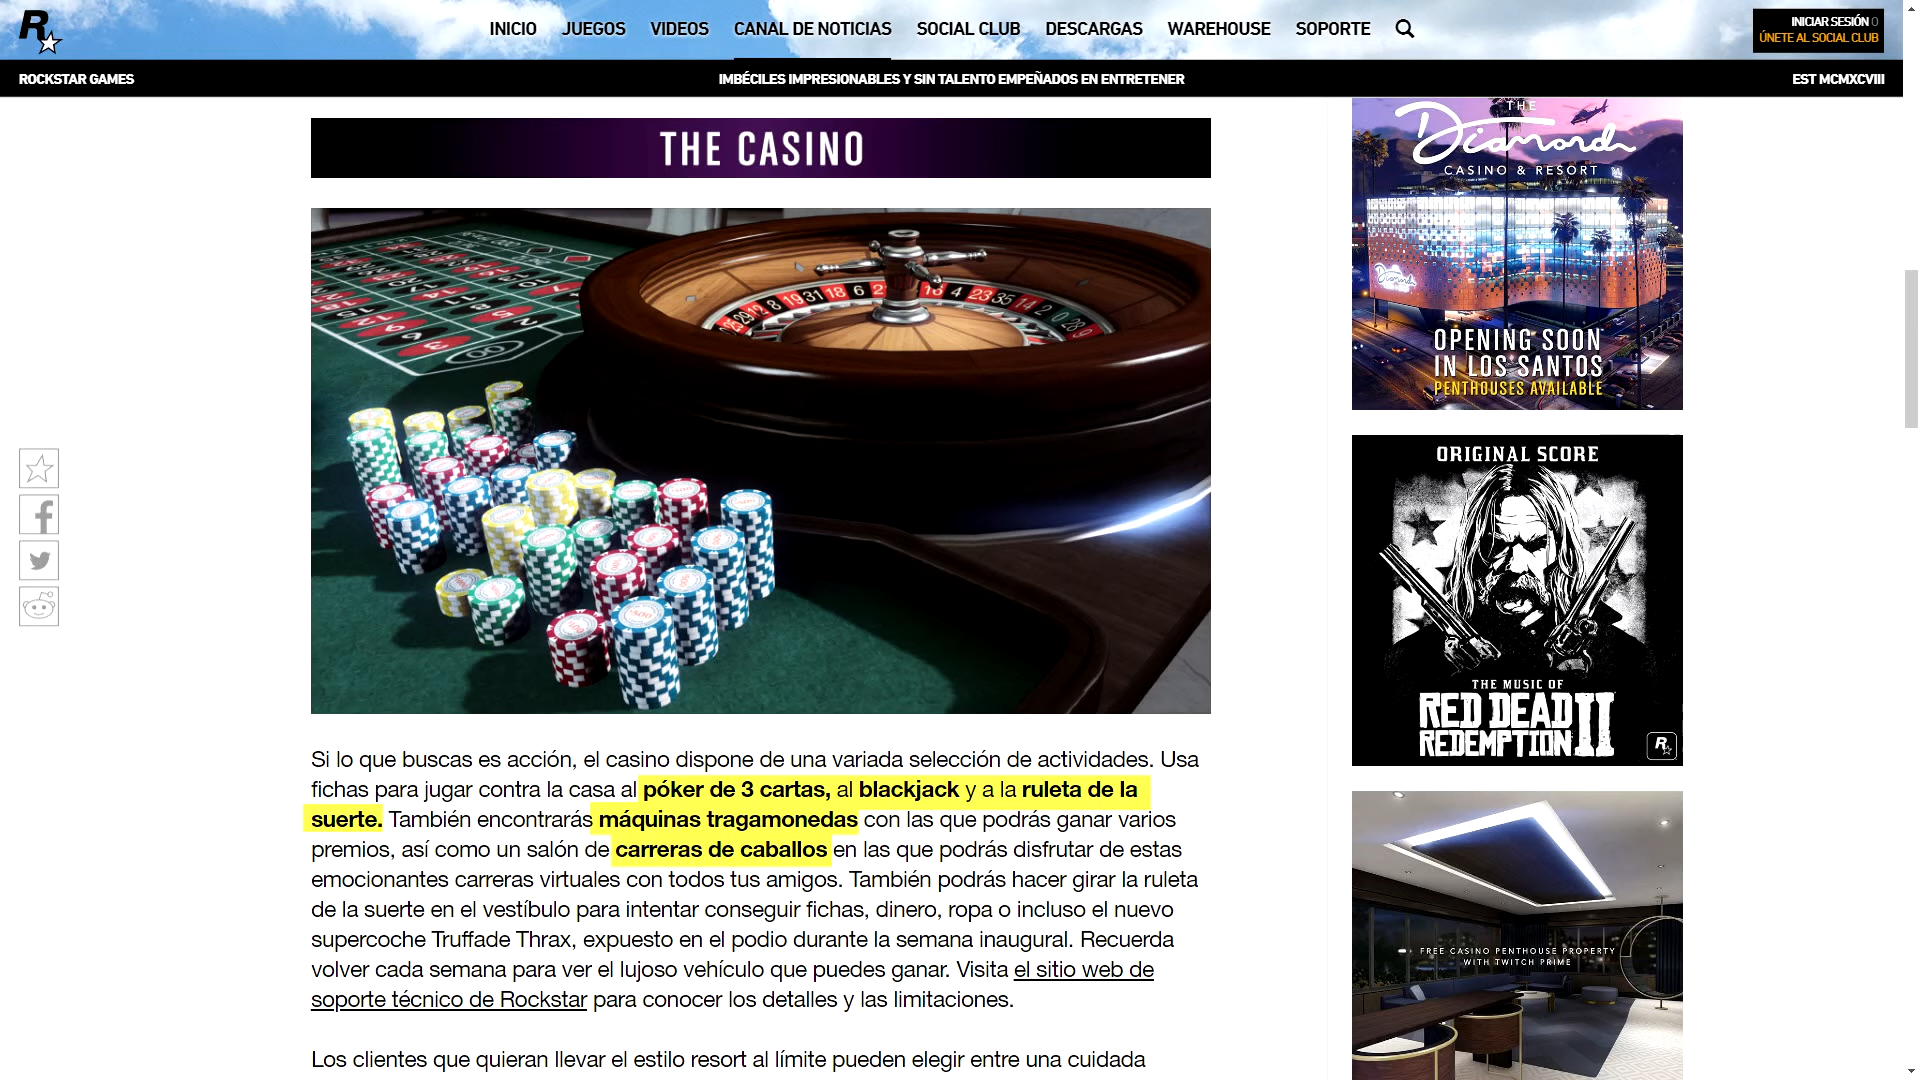 INICIO JUEGOS VIDEOS CANAL DE NOTICIAS SOCIAL CLUB DESCARGAS WAREHOUSE SOPORTE
INICIAR SESIÓN 0
ÚNETE AL SOCIAL CLUB
ROCKSTAR GAMES
IMBÉCILES IMPRESIONABLES Y SIN TALENTO EMPEÑADOS EN ENTRETENER
EST MCMXCVIII
THE CASINO
Si lo que buscas es acción, el casino dispone de una variada selección de actividades. Usa
fichas para jugar contra la casa al póker de 3 cartas, al blackjack y a la ruleta de la
suerte. También encontrarás máquinas tragamonedas con las que podrás ganar varios
premios, así como un salón de carreras de caballos en las que podrás disfrutar de estas
emocionantes carreras virtuales con todos tus amigos. También podrás hacer girar la ruleta
de la suerte en el vestíbulo para intentar conseguir fichas, dinero, ropa o incluso el nuevo
supercoche Truffade Thrax, expuesto en el podio durante la semana inaugural. Recuerda
volver cada semana para ver el lujoso vehículo que puedes ganar. Visita el sitio web de
soporte técnico de Rockstar para conocer los detalles y las limitaciones.
Los clientes que quieran llevar el estilo resort al límite pueden elegir entre una cuidada
THE
Diamond
CASINO & RESORT
OPENING SOON
IN LOS SANTOS
PENTHOUSES AVAILABLE
ORIGINAL SCORE
THE MUSIC OF
RED DEAD
REDEMPTION II
FREE CASINO PENTHOUSE PROPERTY
WITH TWITCH PRIME